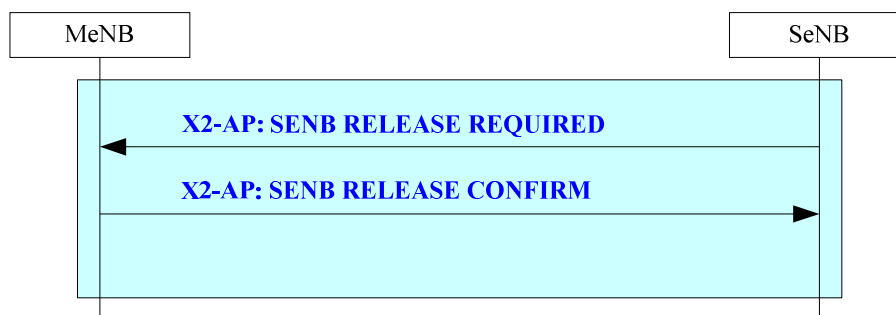 MeNB
SeNB
X2-AP: SENB RELEASE REQUIRED
X2-AP: SENB RELEASE CONFIRM